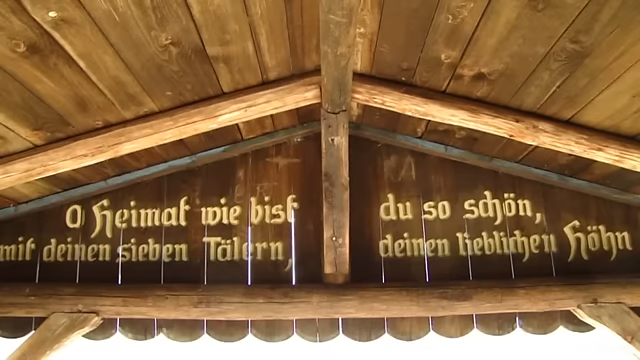 O Heimat wie bist du so schön,
mit deinen sieben Tälern, deinen lieblichen Höhn